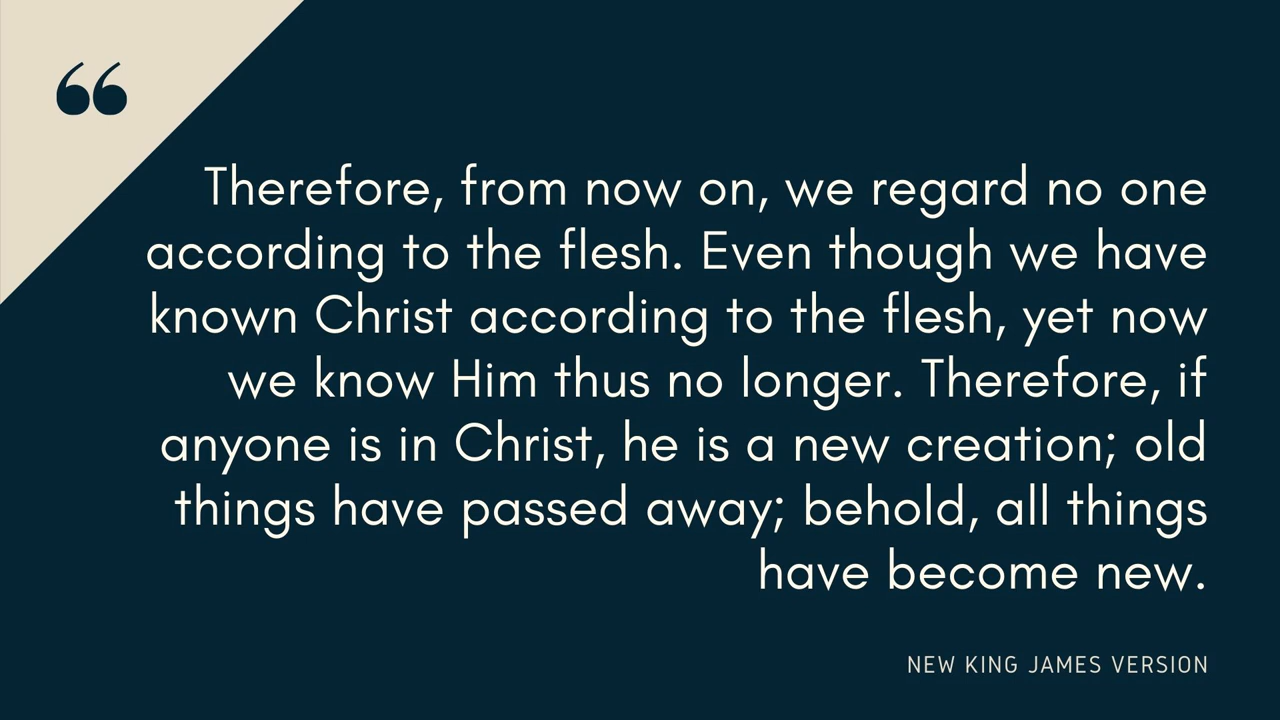 “
Therefore, from now on, we regard no one
according to the flesh. Even though we have
known Christ according to the flesh, yet now
we know Him thus no longer. Therefore, if
anyone is in Christ, he is a new creation; old
things have passed away; behold, all things
have become new.
NEW KING JAMES VERSION